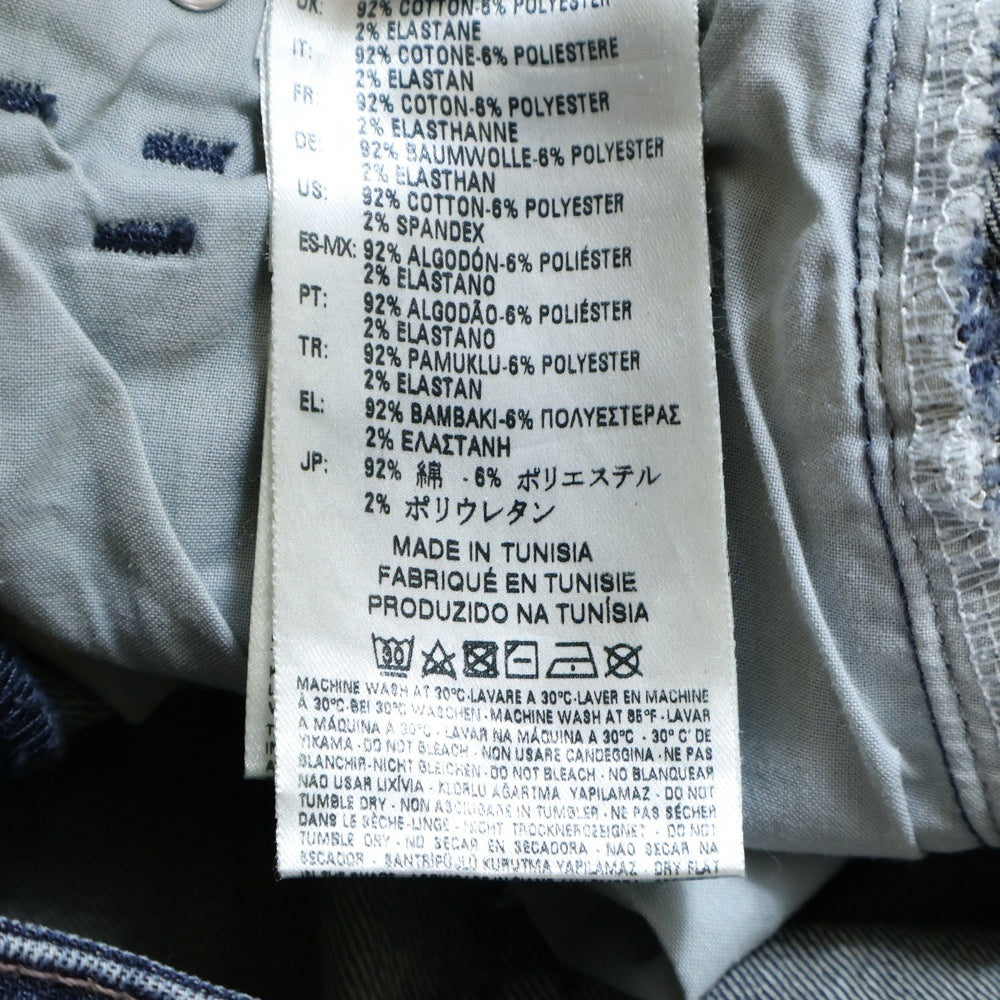 UK: 92% COTTON-6% POLYESTER
2% ELASTANE
IT: 92% COTONE-6% POLIESTERE
2% ELASTAN
FR: 92% COTON-6% POLYESTER
2% ELASTHANNE
DE: 92% BAUMWOLLE-6% POLYESTER
2% ELASTHAN
US: 92% COTTON-6% POLYESTER
2% SPANDEX
ES-MX: 92% ALGODÓN-6% POLIÉSTER
2% ELASTANO
PT: 92% ALGODÃO-6% POLIÉSTER
2% ELASTANO
TR: 92% PAMUKLU-6% POLYESTER
2% ELASTAN
EL: 92% ΒΑΜΒΑΚΙ-6% ΠΟΛΥΕΣΤΕΡΑΣ
2% ΕΛΑΣΤΑΝΗ
JP: 92% 綿 -6% ポリエステル
2% ポリウレタン
MADE IN TUNISIA
FABRIQUÉ EN TUNISIE
PRODUZIDO NA TUNÍSIA
30
MACHINE WASH AT 30°C-LAVARE A 30°C-LAVER EN MACHINE
A 30°C-BEI 30°C WASCHEN-MACHINE WASH AT 86°F-LAVAR
A MÁQUINA A 30°C - LAVAR NA MÁQUINA A 30°C - 30° C' DE
YIKAMA - DO NOT BLEACH - NON USARE CANDEGGINA - NE PAS
BLANCHIR-NICHT BLEICHEN-DO NOT BLEACH - NO BLANQUEAR
NÃO USAR LIXÍVIA - KLORLU AĞARTMA YAPILAMAZ - DO NOT
TUMBLE DRY - NON ASCIUGARE IN TUMBLER - NE PAS SÉCHER
DANS LE SÈCHE-LINGE - NICHT TROCKNERGEEIGNET - DO NOT
TUMBLE DRY - NO SECAR EN SECADORA - NÃO SECAR NA
SECADOR - SANTRIFÜJLÜ KURUTMA YAPILAMAZ - DRY FLAT